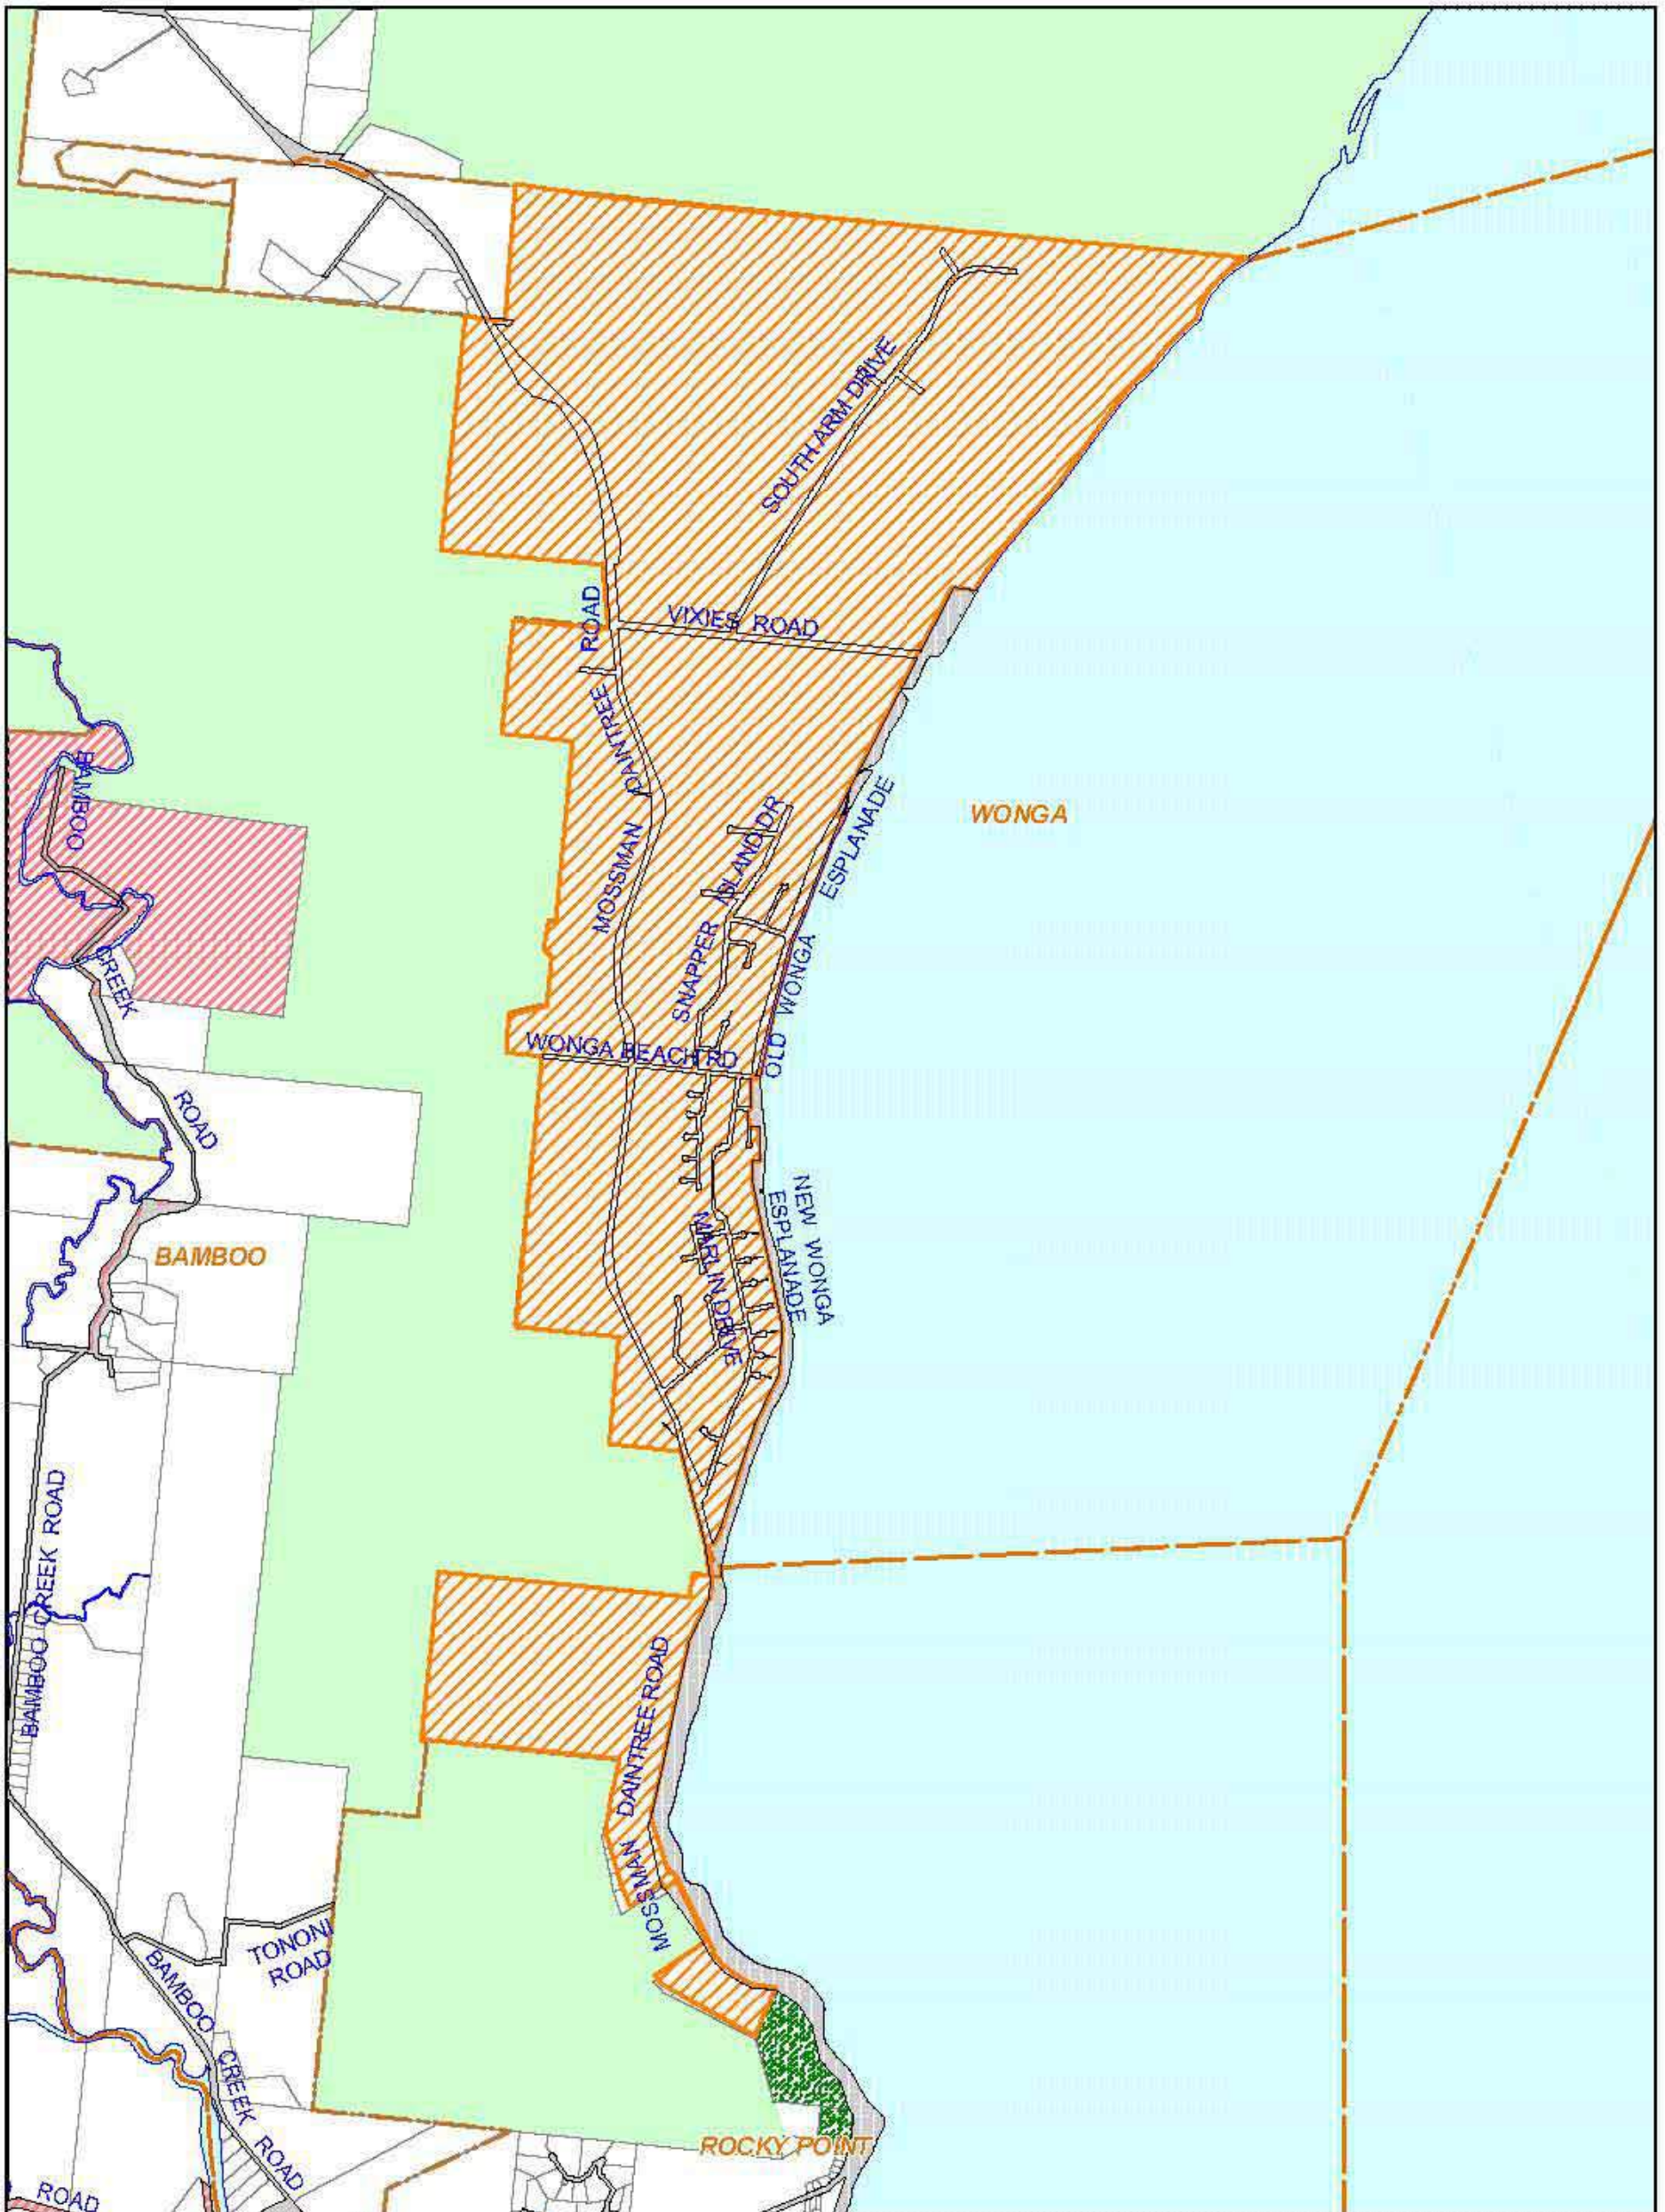 SOUTH ARM DRIVE
VIXIES ROAD
ROAD
DAINTREE
MOSSMAN
BAMBOO
CREEK
ROAD
WONGA
ESPLANADE
OLD WONGA
SNAPPER
ISLAND DR
WONGA BEACH RD
NEW WONGA
ESPLANADE
MARLIN DRIVE
BAMBOO
BAMBOO CREEK ROAD
DAINTREE ROAD
MOSSMAN
TONONI
ROAD
BAMBOO
CREEK
ROAD
ROCKY POINT
ROAD